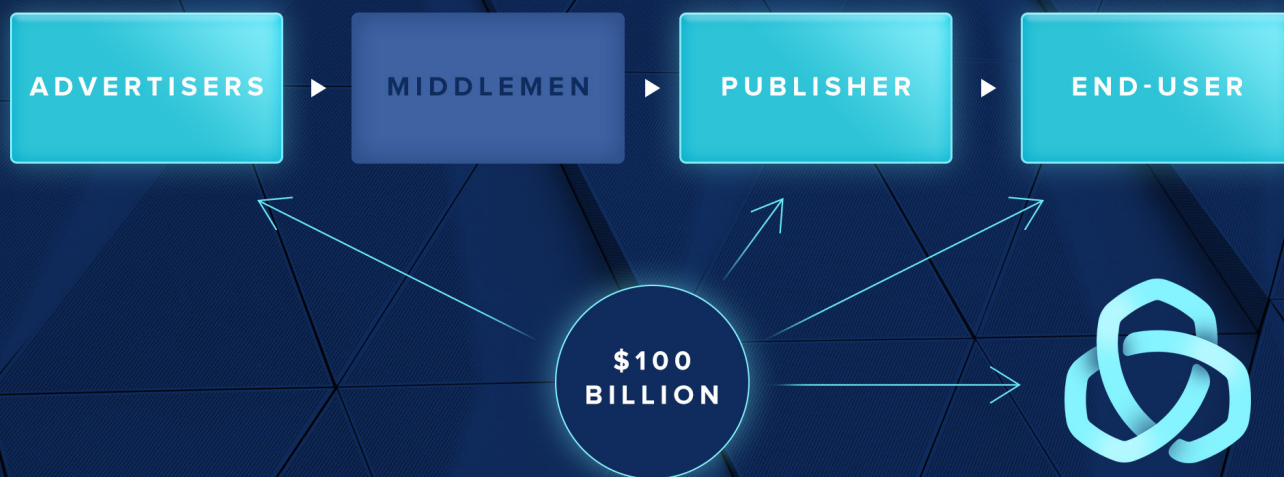 ADVERTISERS
MIDDLEMEN
PUBLISHER
END-USER
$100
BILLION